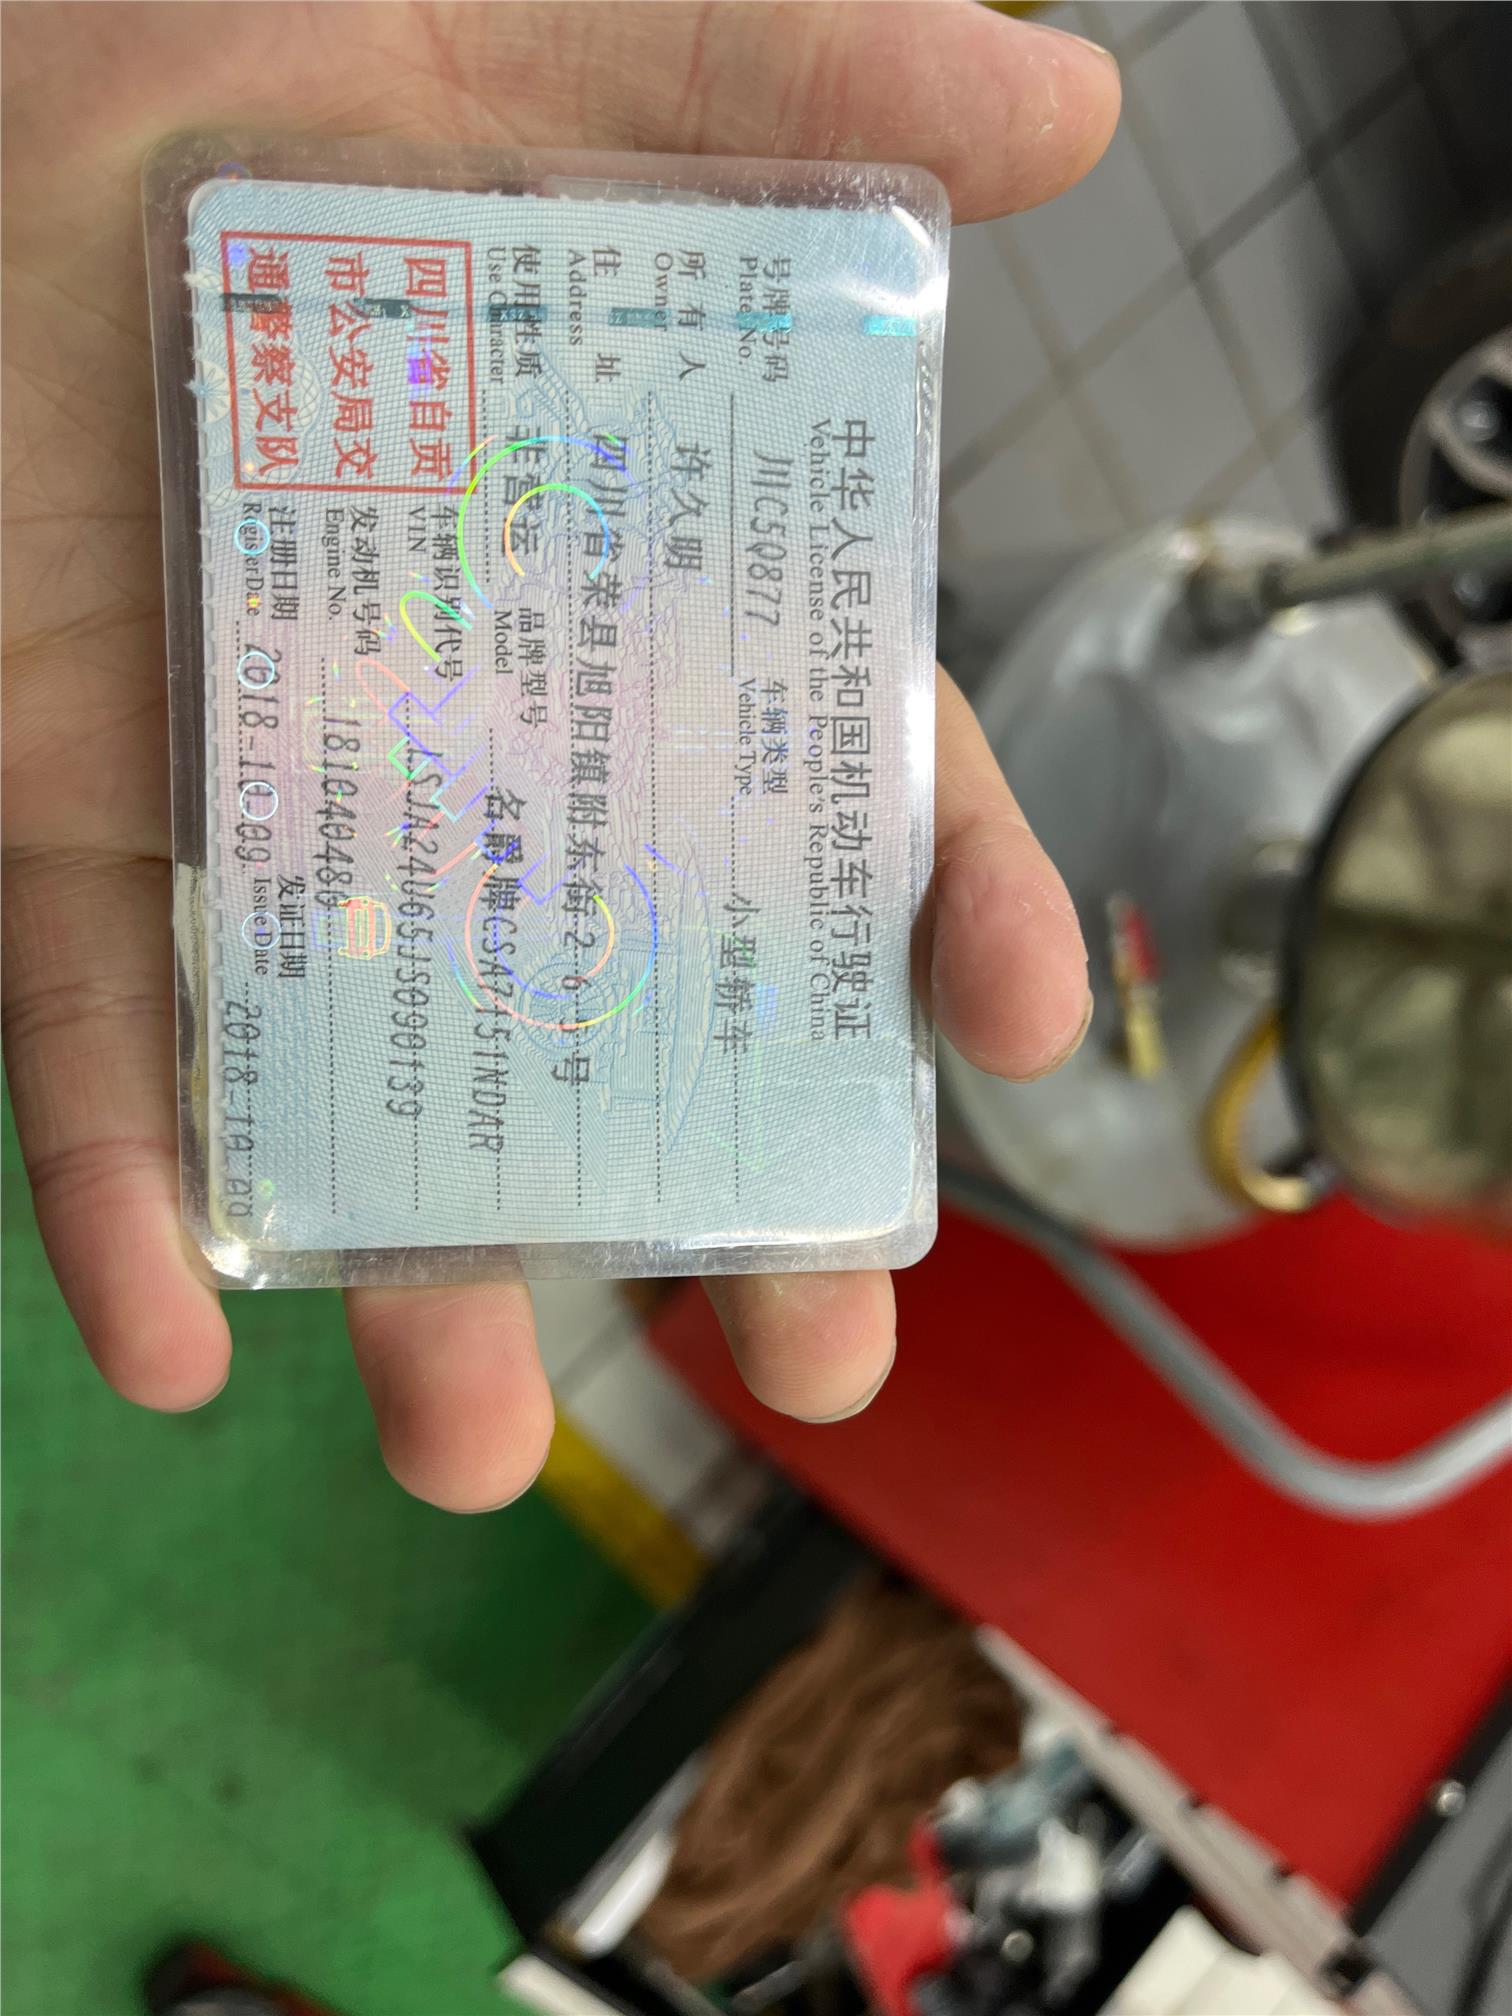 中华人民共和国机动车行驶证
Vehicle License of the People's Republic of China
号牌号码 川C5Q877 车辆类型 小型轿车
Plate No. Vehicle Type
所有人 许久明
Owner
住址 四川省荣县旭阳镇附东街2-6-号
Address
使用性质 非营运 品牌型号 名爵牌CSA7151NDAR
Use Character Model
四川省自贡
市公安局交
通警察支队
车辆识别代号 LSJA24U65JS000139
VIN
发动机号码
Engine No.
注册日期 2018-10-09 发证日期
Register Date Issue Date